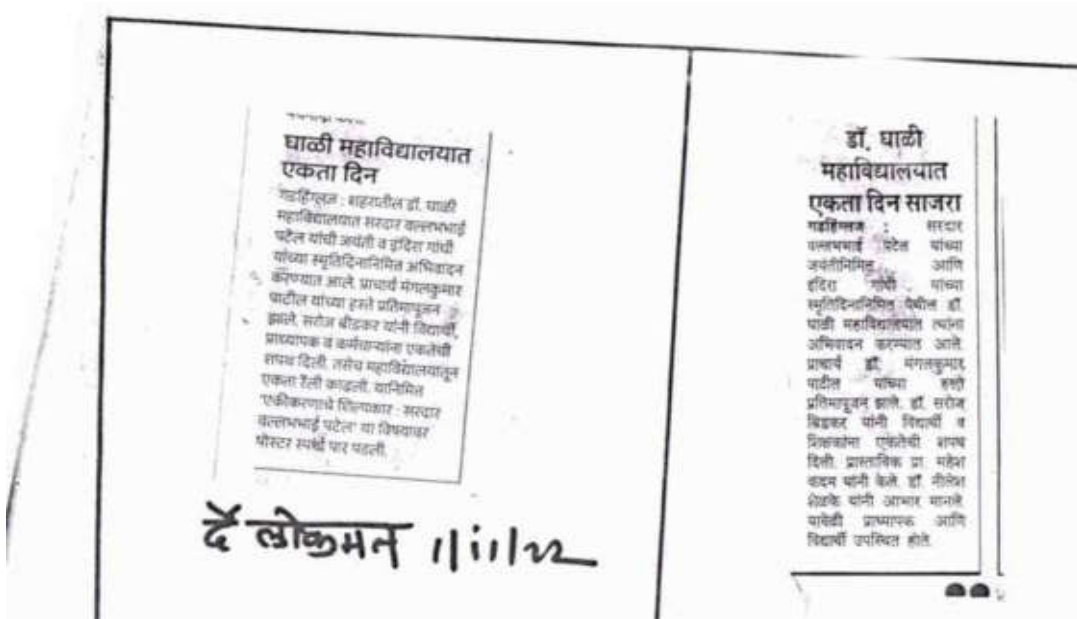 घाळी महाविद्यालयात
एकता दिन
गडहिंग्लज : शहरातील डॉ. घाळी
महाविद्यालयात सरदार वल्लभभाई
पटेल यांची जयंती व इंदिरा गांधी
यांच्या स्मृतिदिनानिमित अभिवादन
करण्यात आले. प्राचार्य मंगलकुमार
पाटील यांच्या हस्ते प्रतिमापूजन
झाले. सरोज बीडकर यांनी विद्यार्थी,
प्राध्यापक व कर्मचाऱ्यांना एकतेची
शपथ दिली. तसेच महाविद्यालयातून
एकता रैली काढली. यानिमित
'एकीकरणाचे शिल्पकार : सरदार
वल्लभभाई पटेल' या विषयावर
पोस्टर स्पर्धा पार पडली.
दै लोकमत 1/11/22
डॉ. घाळी
महाविद्यालयात
एकता दिन साजरा
गडहिंग्लज : सरदार
वल्लभभाई पटेल यांच्या
जयंतीनिमित आणि
इंदिरा गांधी यांच्या
स्मृतिदिनानिमित येथील डॉ.
घाळी महाविद्यालयात त्यांना
अभिवादन करण्यात आले.
प्राचार्य डॉ. मंगलकुमार
पाटील यांच्या हस्ते
प्रतिमापूजन झाले. डॉ. सरोज
बिडकर यांनी विद्यार्थी व
शिक्षकांना एकतेची शपथ
दिली. प्रास्ताविक प्रा. महेश
कदम यांनी केले. डॉ. नीलेश
शेळके यांनी आभार मानले.
यावेळी प्राध्यापक आणि
विद्यार्थी उपस्थित होते.